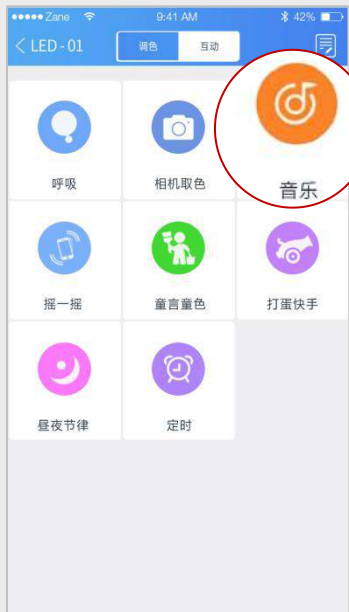 Zane 9:41 AM 42%
< LED-01 调色 互动
呼吸 相机取色 音乐
摇一摇 童言童色 打蛋快手
昼夜节律 定时